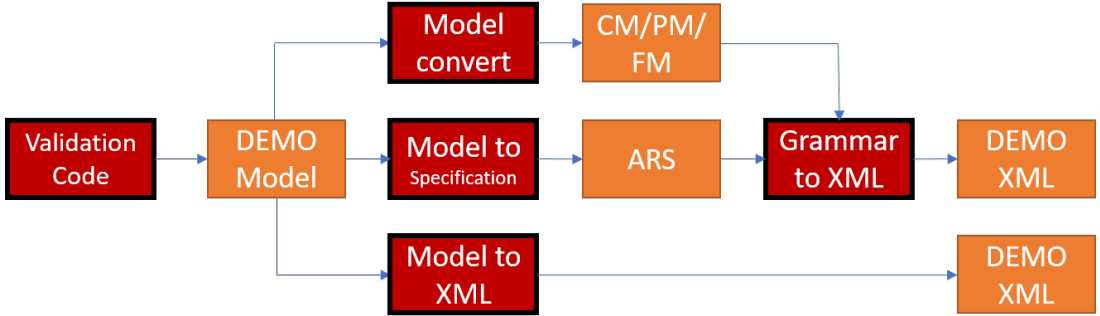 Model
convert
CM/PM/
FM
Validation
Code
DEMO
Model
Model to
Specification
ARS
Grammar
to XML
DEMO
XML
Model to
XML
DEMO
XML